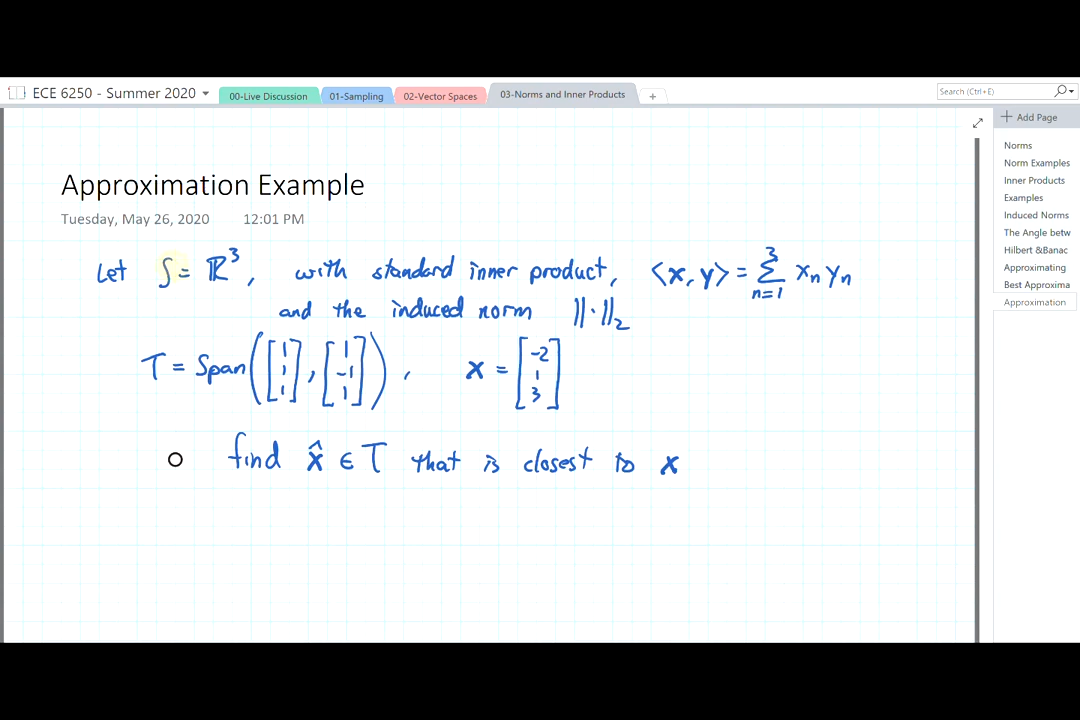 ECE 6250 - Summer 2020
00-Live Discussion
01-Sampling
02-Vector Spaces
03-Norms and Inner Products
+
Search (Ctrl+E)
Add Page
Norms
Norm Examples
Inner Products
Examples
Induced Norms
The Angle betw
Hilbert &Banac
Approximating
Best Approxima
Approximation
Approximation Example
Tuesday, May 26, 2020 12:01 PM
Let S = ℝ³, with standard inner product, ⟨x, y⟩ = ∑_{n=1}^{3} xₙ yₙ
and the induced norm ‖·‖₂
T = Span([1 1 1], [1 -1 1]), x = [-2 1 3]
○ find x̂ ∈ T that is closest to x